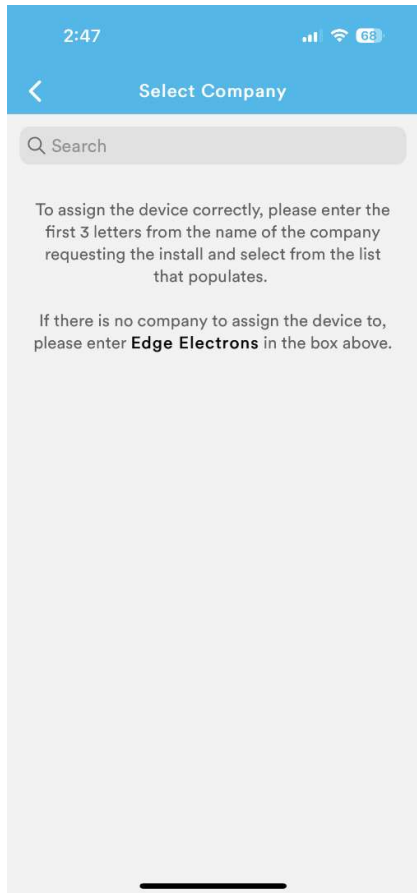 2:47 68
Select Company
Search
To assign the device correctly, please enter the
first 3 letters from the name of the company
requesting the install and select from the list
that populates.
If there is no company to assign the device to,
please enter Edge Electrons in the box above.